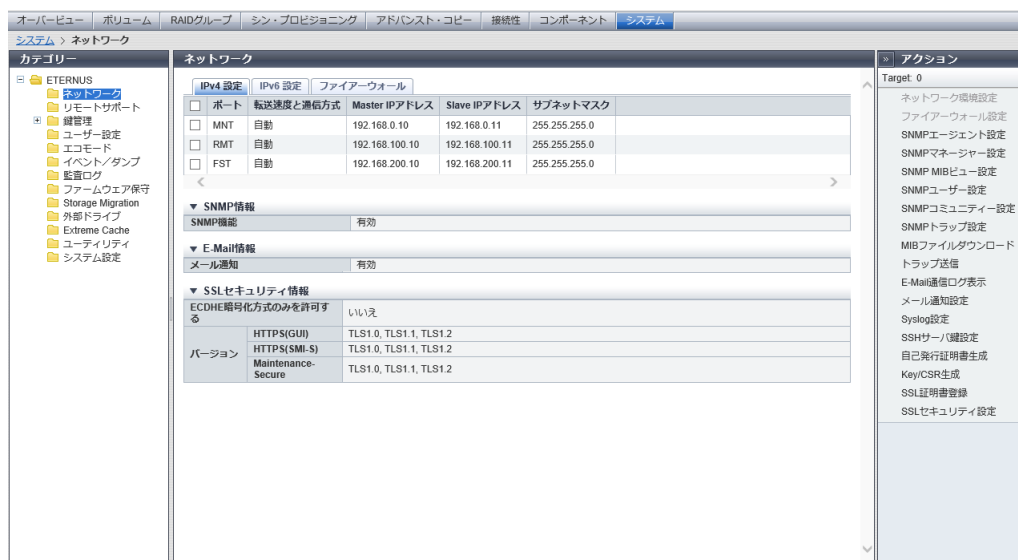 オーバービュー ボリューム RAIDグループ シン・プロビジョニング アドバンスト・コピー 接続性 コンポーネント システム
システム > ネットワーク
カテゴリー
ETERNUS
ネットワーク
リモートサポート
鍵管理
ユーザー設定
エコモード
イベント／ダンプ
監査ログ
ファームウェア保守
Storage Migration
外部ドライブ
Extreme Cache
ユーティリティ
システム設定
ネットワーク
IPv4 設定 IPv6 設定 ファイアーウォール
ポート 転送速度と通信方式 Master IPアドレス Slave IPアドレス サブネットマスク
MNT 自動 192.168.0.10 192.168.0.11 255.255.255.0
RMT 自動 192.168.100.10 192.168.100.11 255.255.255.0
FST 自動 192.168.200.10 192.168.200.11 255.255.255.0
▼ SNMP情報
SNMP機能 有効
▼ E-Mail情報
メール通知 有効
▼ SSLセキュリティ情報
ECDHE暗号化方式のみを許可す
る
いいえ
バージョン
HTTPS(GUI) TLS1.0, TLS1.1, TLS1.2
HTTPS(SMI-S) TLS1.0, TLS1.1, TLS1.2
Maintenance-
Secure
TLS1.0, TLS1.1, TLS1.2
» アクション
Target: 0
ネットワーク環境設定
ファイアーウォール設定
SNMPエージェント設定
SNMPマネージャー設定
SNMP MIBビュー設定
SNMPユーザー設定
SNMPコミュニティー設定
SNMPトラップ設定
MIBファイルダウンロード
トラップ送信
E-Mail通信ログ表示
メール通知設定
Syslog設定
SSHサーバ鍵設定
自己発行証明書生成
Key/CSR生成
SSL証明書登録
SSLセキュリティ設定